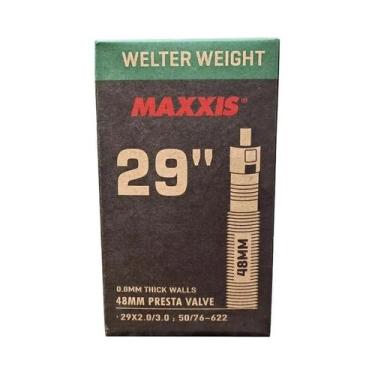 WELTER WEIGHT
MAXXIS®
29"
48MM
0.8MM THICK WALLS
48MM PRESTA VALVE
29X2.0/3.0 ; 50/76-622